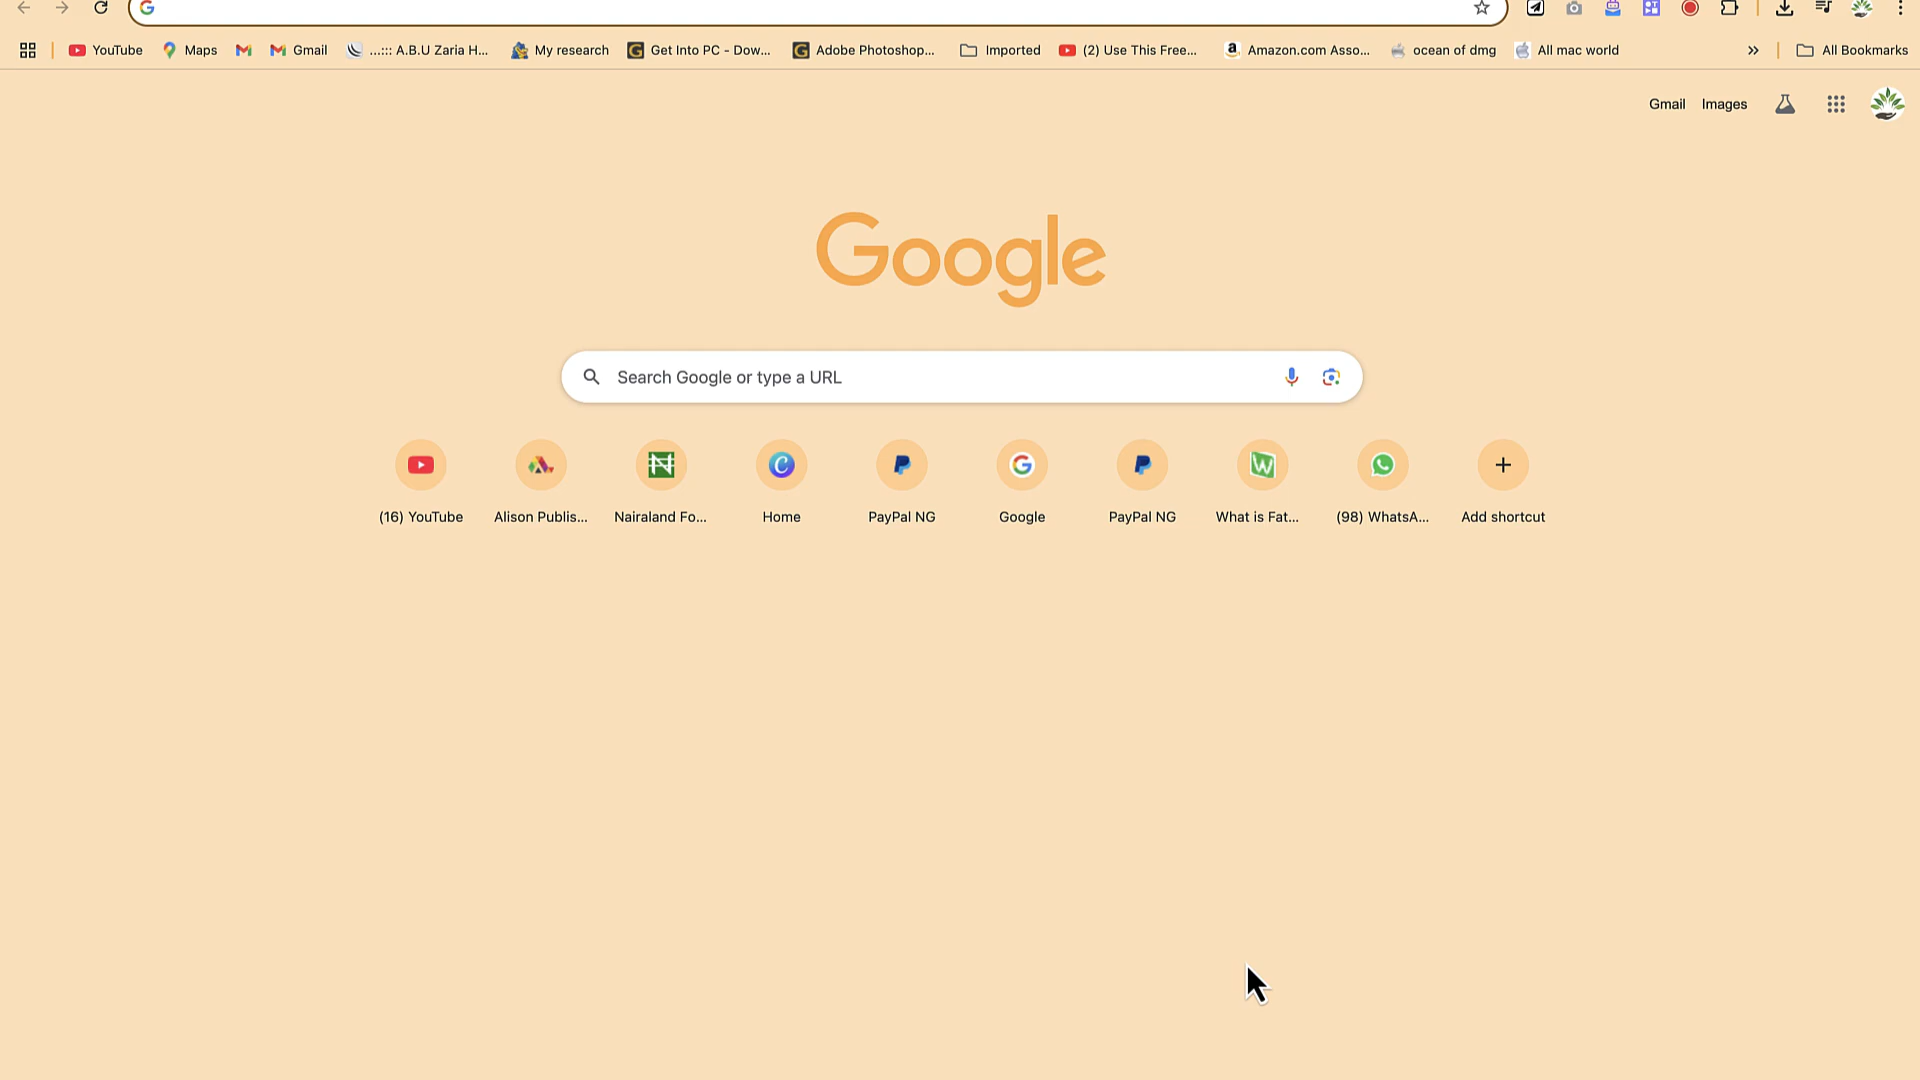 YouTube Maps Gmail ...::: A.B.U Zaria H... My research Get Into PC - Dow... Adobe Photoshop... Imported (2) Use This Free... Amazon.com Asso... ocean of dmg All mac world » All Bookmarks
Gmail Images
Google
Search Google or type a URL
(16) YouTube Alison Publis... Nairaland Fo... Home PayPal NG Google PayPal NG What is Fat... (98) WhatsA... Add shortcut